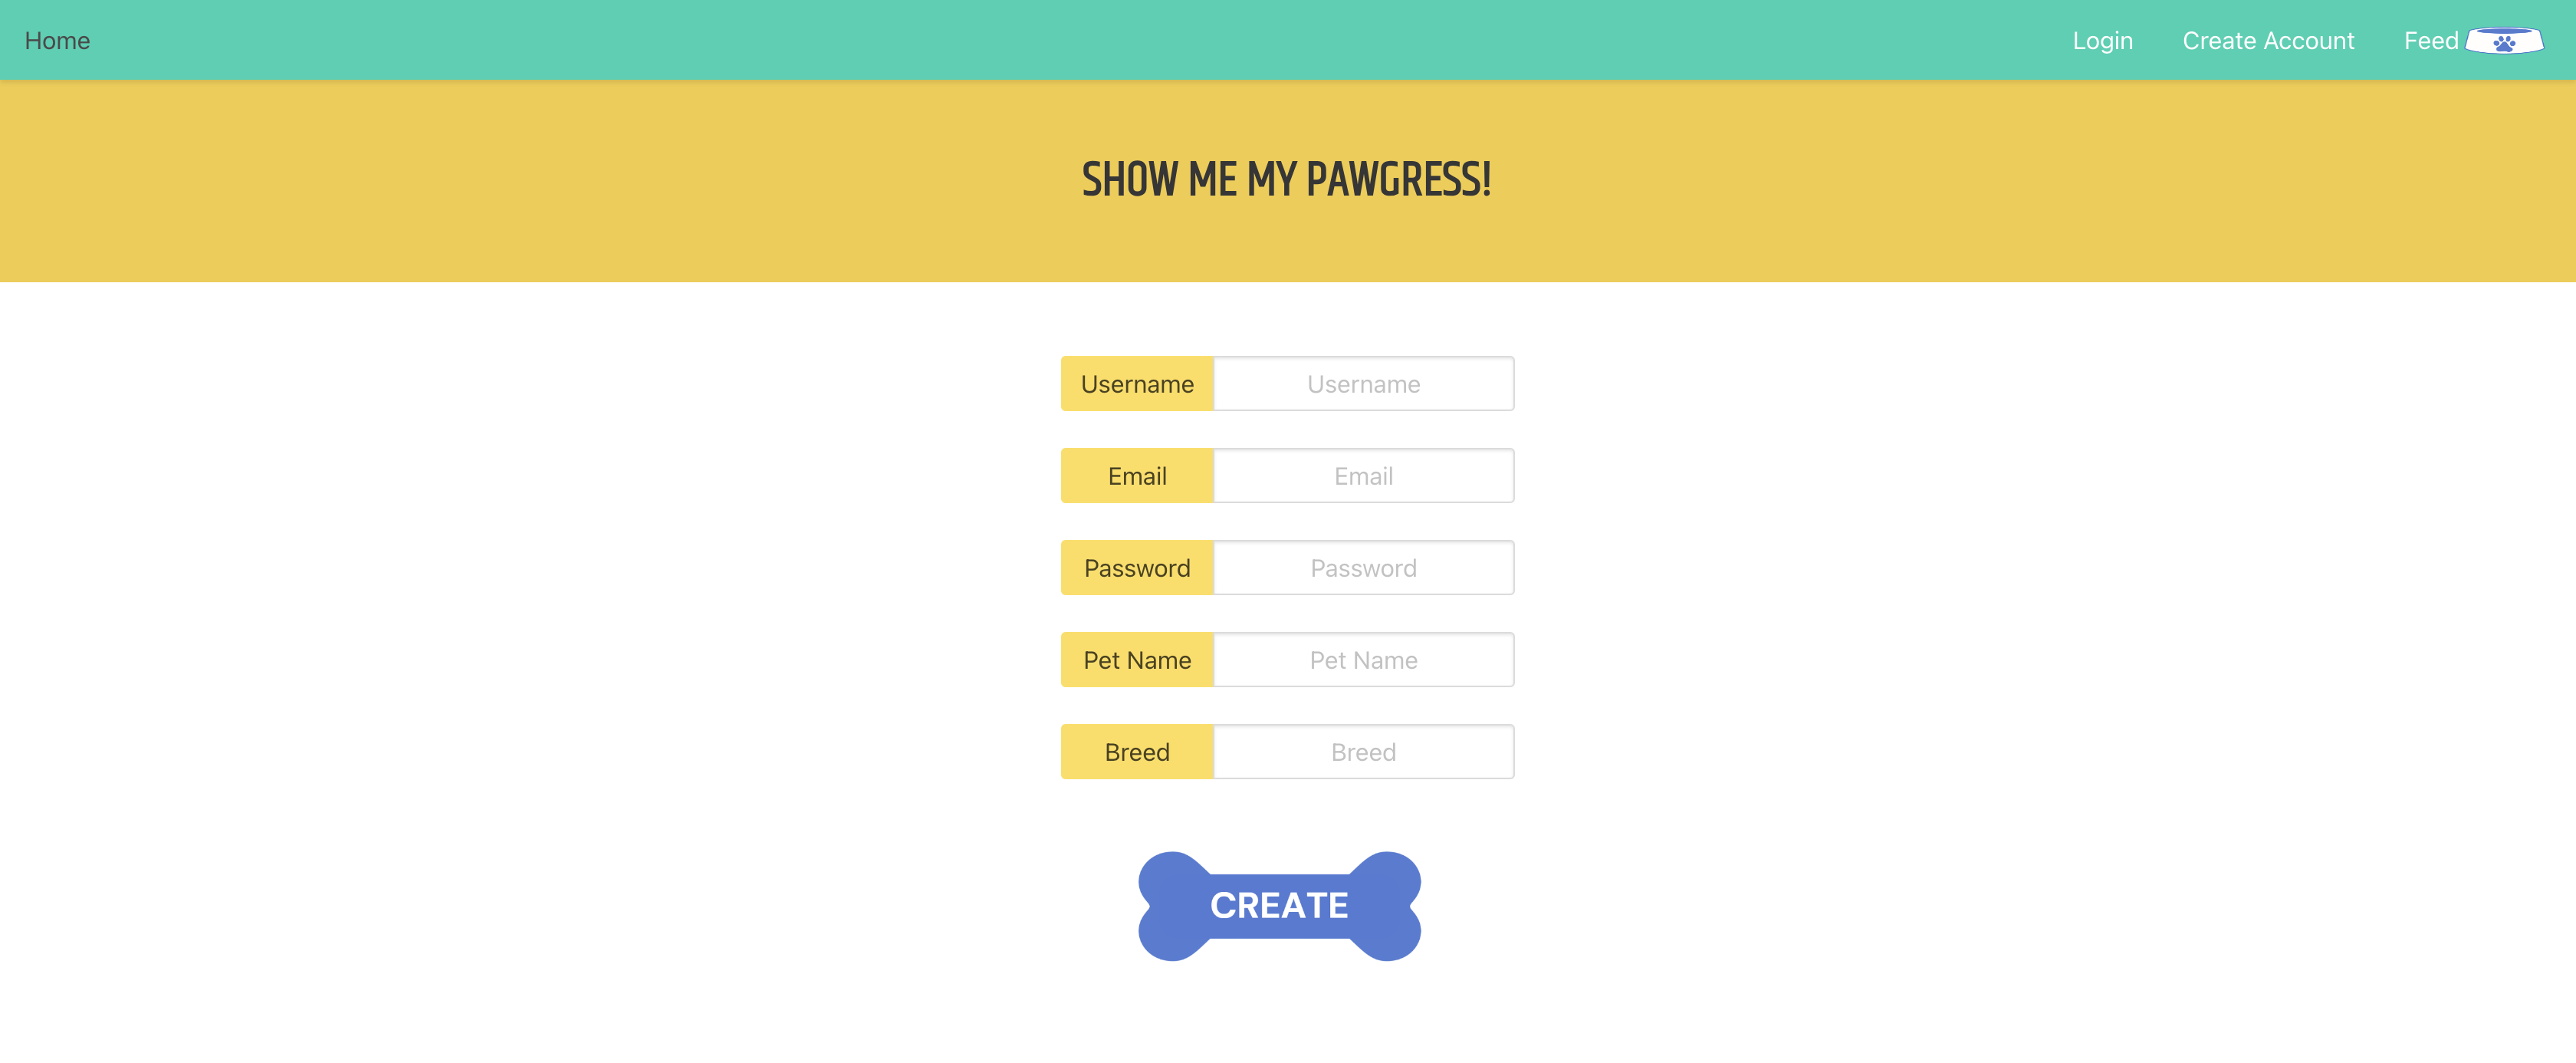 Home Login Create Account Feed
SHOW ME MY PAWGRESS!
Username Username
Email Email
Password Password
Pet Name Pet Name
Breed Breed
CREATE